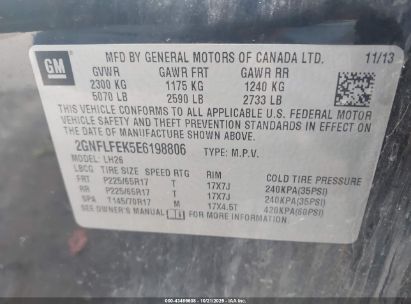 GM
MFD BY GENERAL MOTORS OF CANADA LTD.
11/13
GVWR GAWR FRT GAWR RR
2300 KG 1175 KG 1240 KG
5070 LB 2590 LB 2733 LB
THIS VEHICLE CONFORMS TO ALL APPLICABLE U.S. FEDERAL MOTOR
VEHICLE SAFETY AND THEFT PREVENTION STANDARDS IN EFFECT ON
THE DATE OF MANUFACTURE SHOWN ABOVE.
2GNFLFEK5E6198806 TYPE: M.P.V.
MODEL: LH26
LBCG TIRE SIZE SPEED RTG RIM COLD TIRE PRESSURE
FRT P225/65R17 T 17X7J 240KPA(35PSI)
RR P225/65R17 T 17X7J 240KPA(35PSI)
SPA T145/70R17 M 17X4.5T 420KPA(60PSI)
SEE OWNER'S MANUAL FOR ADDITIONAL INFORMATION.
10/21/2025